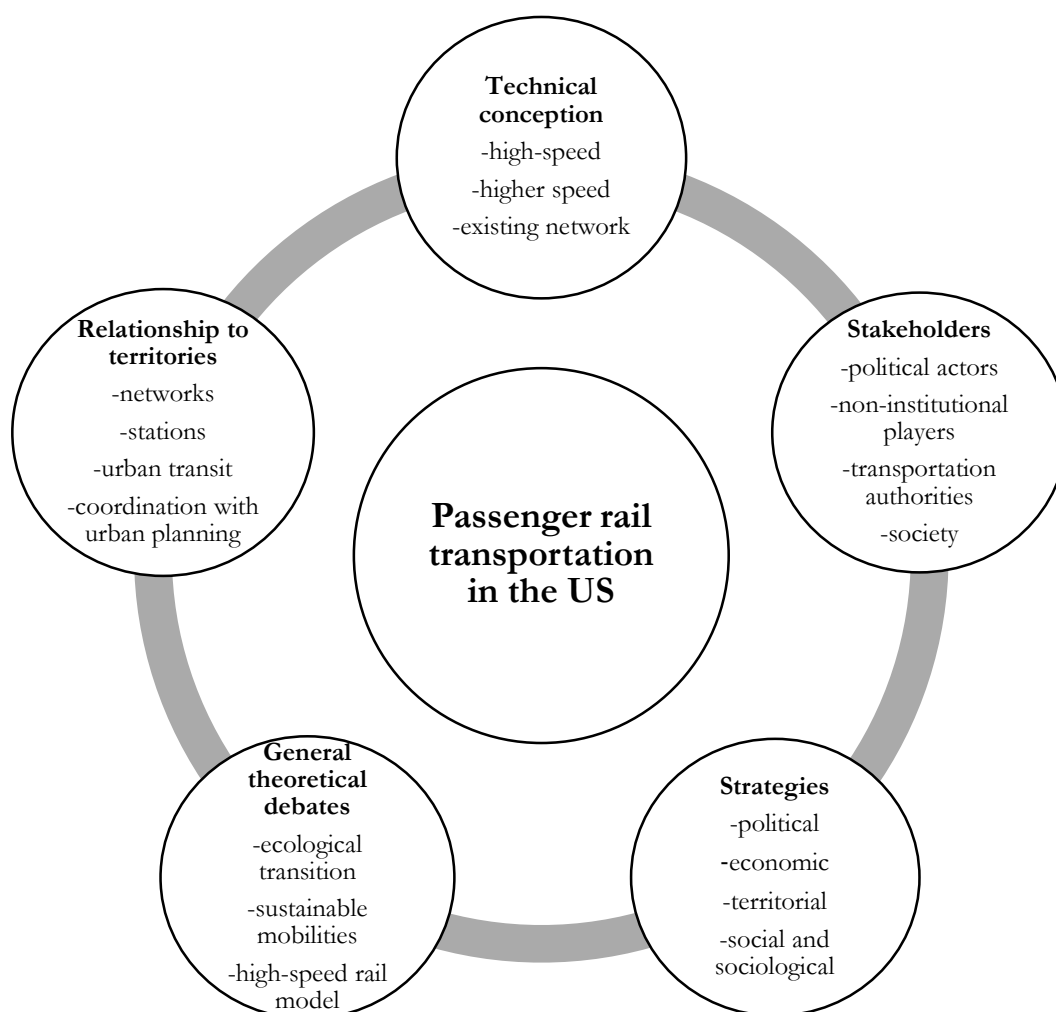 Technical
conception
-high-speed
-higher speed
-existing network
Relationship to
territories
-networks
-stations
-urban transit
-coordination with
urban planning
Stakeholders
-political actors
-non-institutional
players
-transportation
authorities
-society
Passenger rail
transportation
in the US
General
theoretical
debates
-ecological
transition
-sustainable
mobilities
-high-speed rail
model
Strategies
-political
-economic
-territorial
-social and
sociological